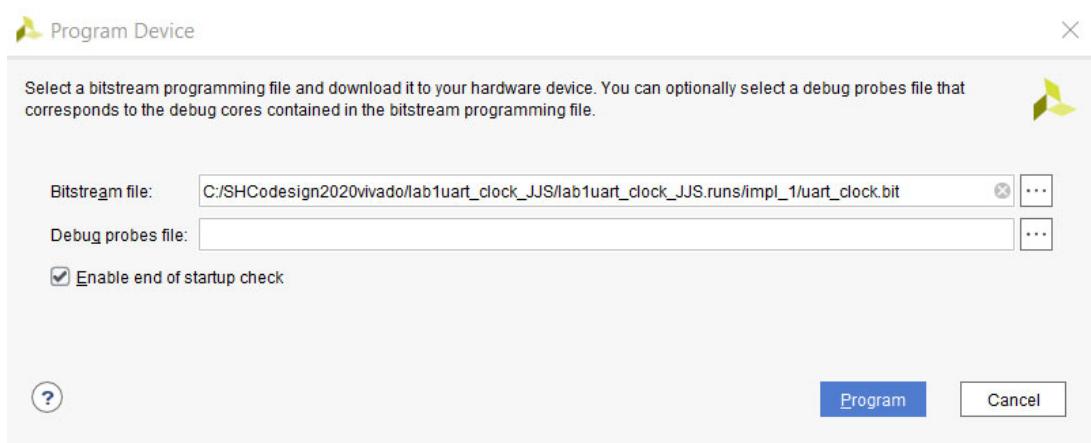 Program Device
Select a bitstream programming file and download it to your hardware device. You can optionally select a debug probes file that
corresponds to the debug cores contained in the bitstream programming file.
Bitstream file: C:/SHCodesign2020vivado/lab1uart_clock_JJS/lab1uart_clock_JJS.runs/impl_1/uart_clock.bit ...
Debug probes file: ...
Enable end of startup check
? Program Cancel